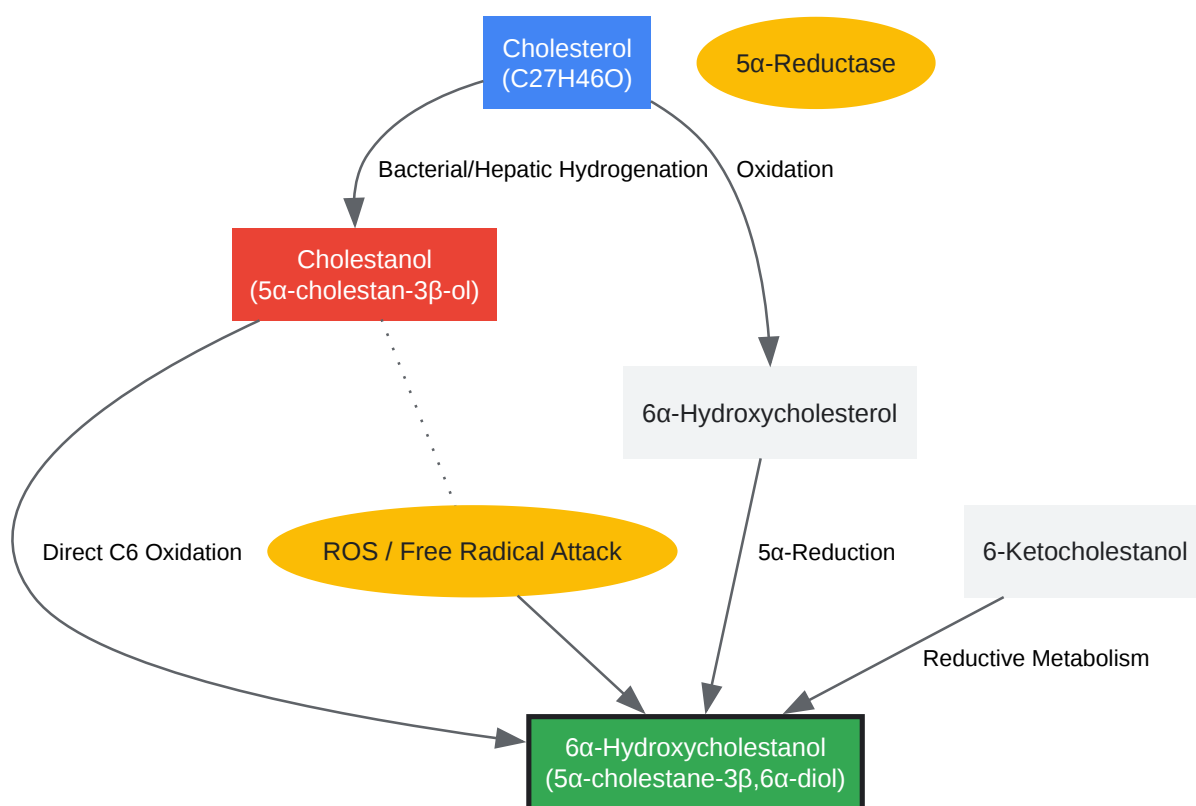 Cholesterol
(C27H46O)
5α-Reductase
Bacterial/Hepatic Hydrogenation
Oxidation
Cholestanol
(5α-cholestan-3β-ol)
6α-Hydroxycholesterol
Direct C6 Oxidation
ROS / Free Radical Attack
5α-Reduction
6-Ketocholestanol
Reductive Metabolism
6α-Hydroxycholestanol
(5α-cholestane-3β,6α-diol)